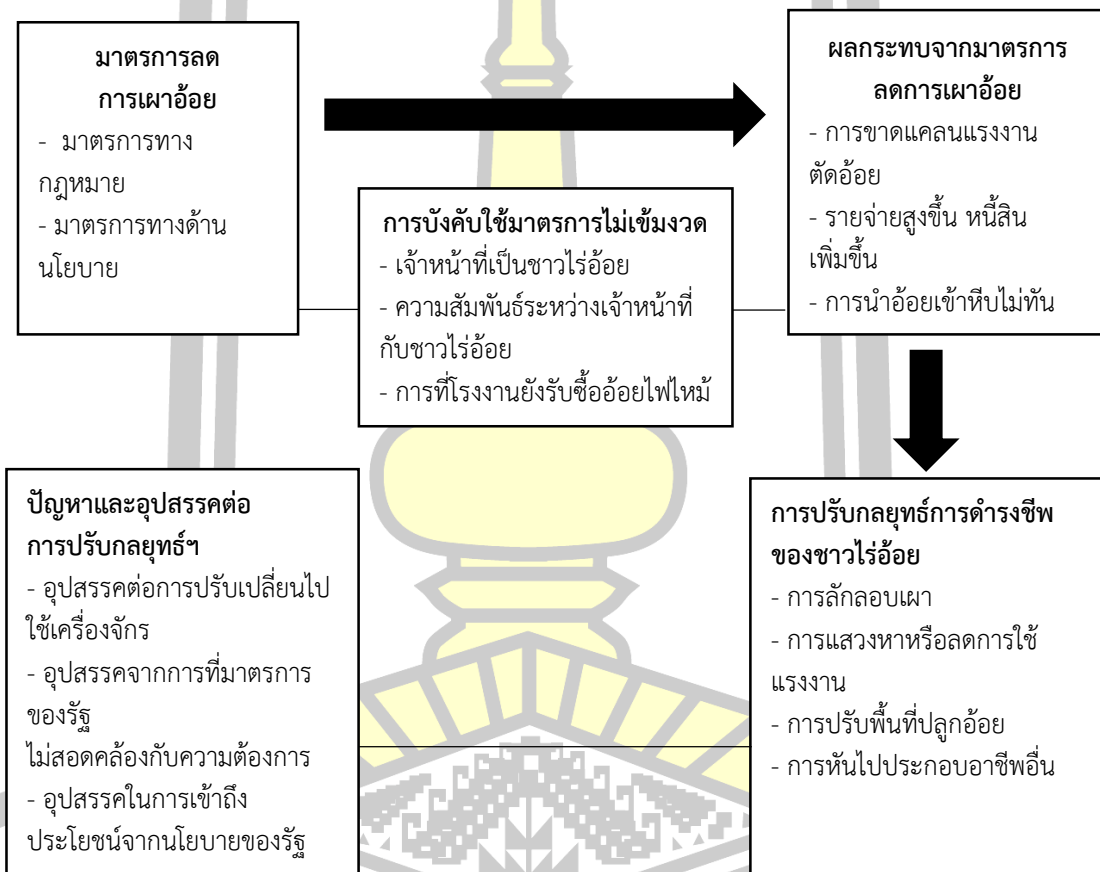 มาตรการลด
การเผาอ้อย
- มาตรการทาง
กฎหมาย
- มาตรการทางด้าน
นโยบาย
การบังคับใช้มาตรการไม่เข้มงวด
- เจ้าหน้าที่เป็นชาวไร่อ้อย
- ความสัมพันธ์ระหว่างเจ้าหน้าที่
กับชาวไร่อ้อย
- การที่โรงงานยังรับซื้ออ้อยไฟไหม้
ผลกระทบจากมาตรการ
ลดการเผาอ้อย
- การขาดแคลนแรงงาน
ตัดอ้อย
- รายจ่ายสูงขึ้น หนี้สิน
เพิ่มขึ้น
- การนำอ้อยเข้าหีบไม่ทัน
ปัญหาและอุปสรรคต่อ
การปรับกลยุทธ์ฯ
- อุปสรรคต่อการปรับเปลี่ยนไป
ใช้เครื่องจักร
- อุปสรรคจากการที่มาตรการ
ของรัฐ
ไม่สอดคล้องกับความต้องการ
- อุปสรรคในการเข้าถึง
ประโยชน์จากนโยบายของรัฐ
การปรับกลยุทธ์การดำรงชีพ
ของชาวไร่อ้อย
- การลักลอบเผา
- การแสวงหาหรือลดการใช้
แรงงาน
- การปรับพื้นที่ปลูกอ้อย
- การหันไปประกอบอาชีพอื่น